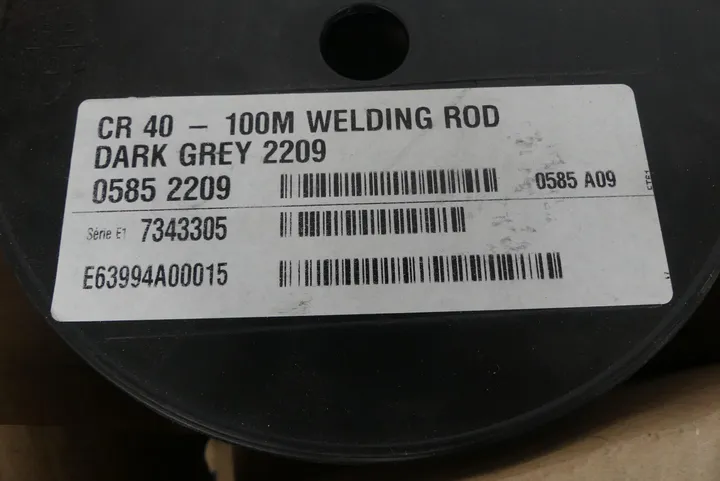 CR 40 – 100M WELDING ROD
DARK GREY 2209
0585 2209 0585 A09
Série E1 7343305
E63994A00015